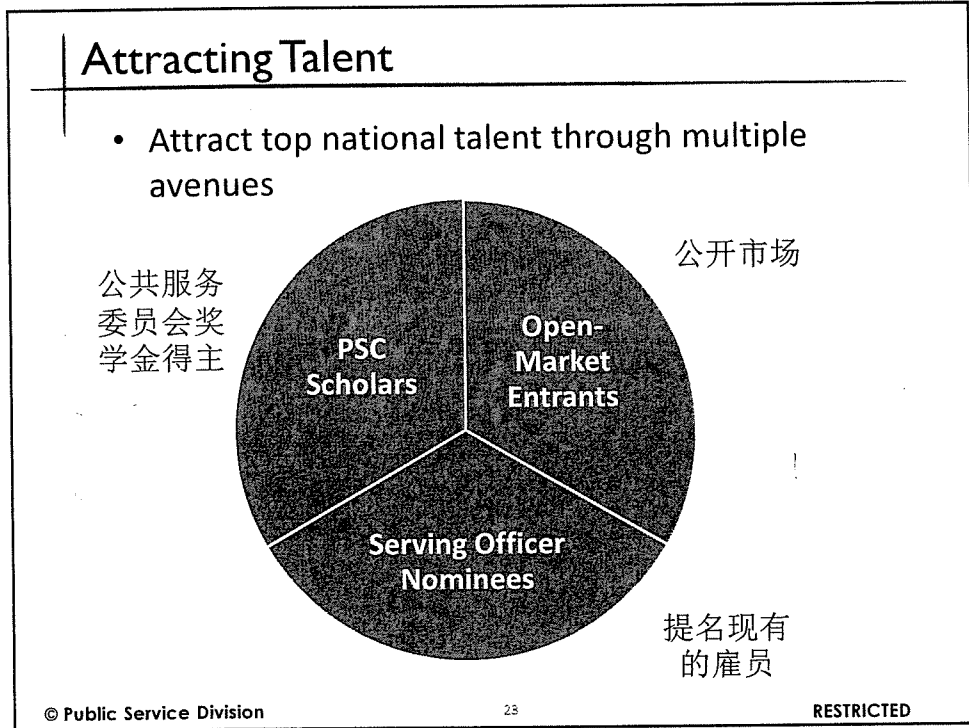 Attracting Talent
• Attract top national talent through multiple
avenues
公共服务
委员会奖
学金得主
PSC
Scholars
Open-
Market
Entrants
公开市场
Serving Officer
Nominees
提名现有
的雇员
© Public Service Division
23
RESTRICTED